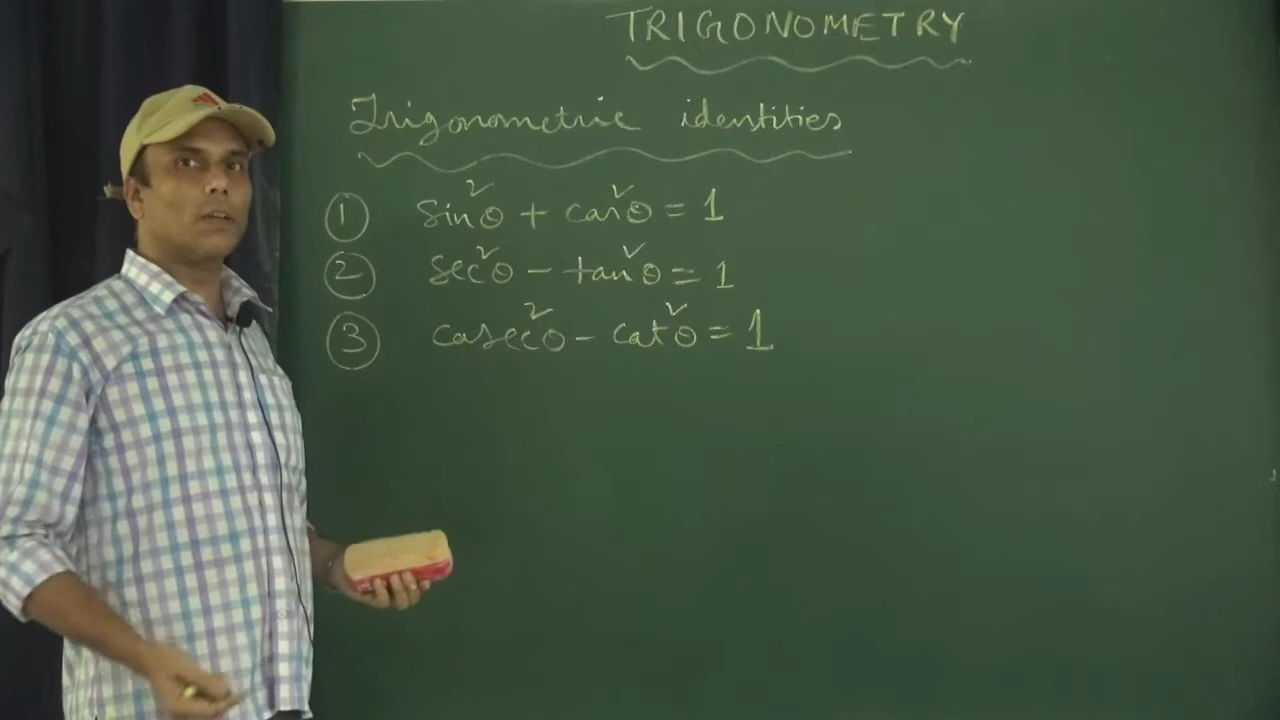 TRIGONOMETRY
Trigonometric identities
① sin²θ + cos²θ = 1
② sec²θ - tan²θ = 1
③ cosec²θ - cot²θ = 1